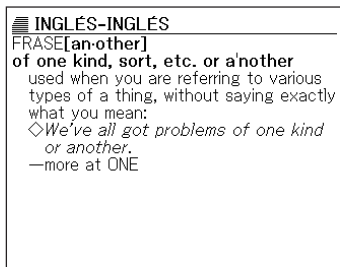 INGLÉS-INGLÉS
FRASE[an·other]
of one kind, sort, etc. or a'nother
used when you are referring to various
types of a thing, without saying exactly
what you mean:
◇We've all got problems of one kind
or another.
—more at ONE